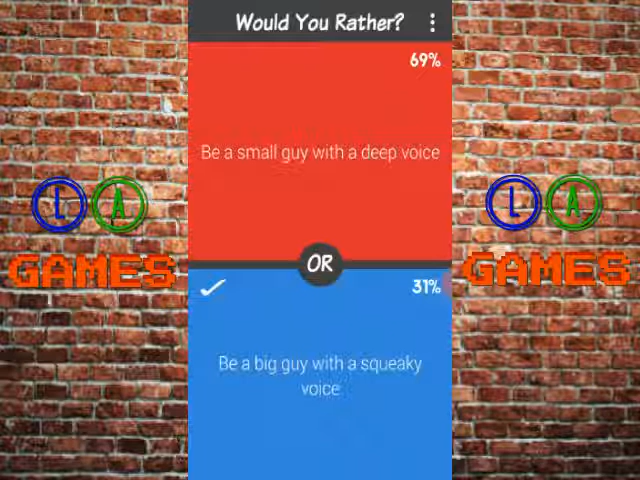 Would You Rather?
69%
Be a small guy with a deep voice
L A
GAMES
L A
GAMES
OR
31%
Be a big guy with a squeaky
voice